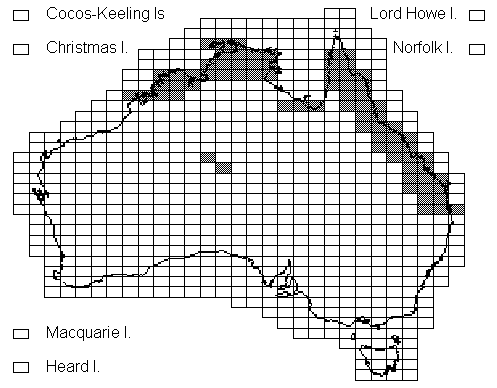 Cocos-Keeling Is
Lord Howe I.
Christmas I.
Norfolk I.
Macquarie I.
Heard I.